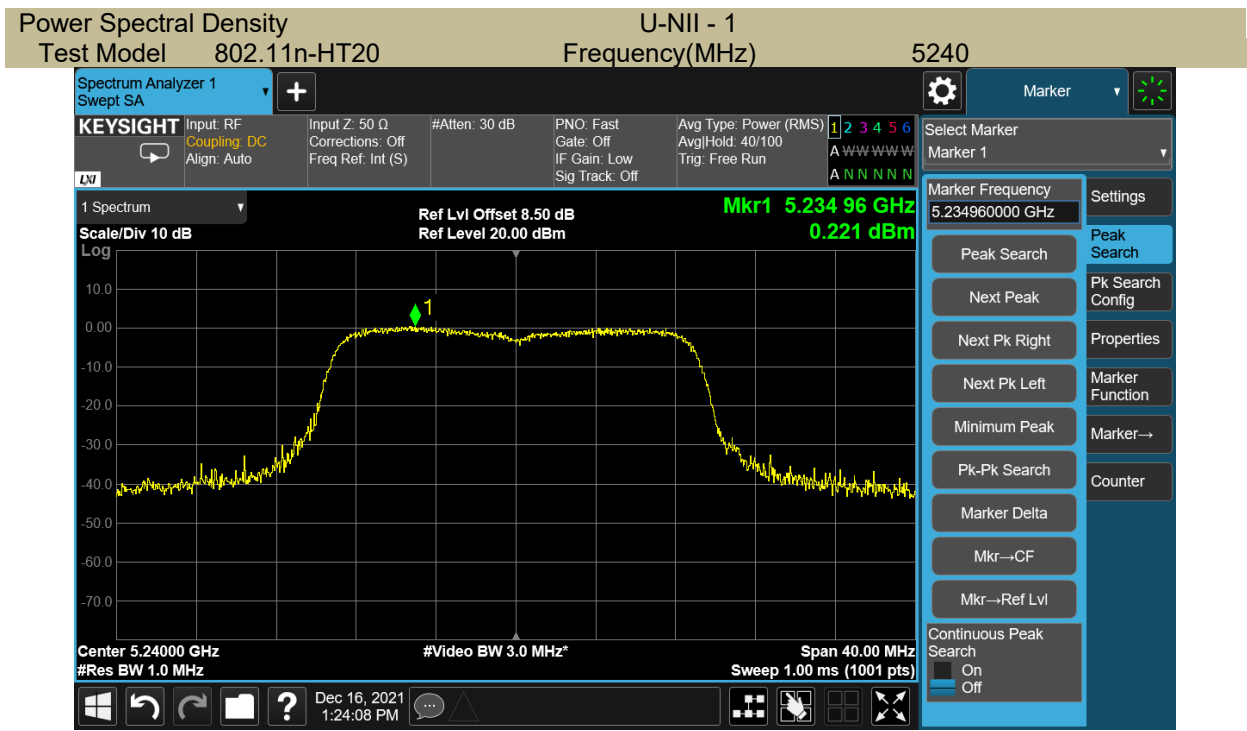 Power Spectral Density U-NII - 1
Test Model 802.11n-HT20 Frequency(MHz) 5240
Spectrum Analyzer 1
Swept SA
+
Marker
KEYSIGHT
LXI
Input: RF
Coupling: DC
Align: Auto
Input Z: 50 Ω
Corrections: Off
Freq Ref: Int (S)
#Atten: 30 dB
PNO: Fast
Gate: Off
IF Gain: Low
Sig Track: Off
Avg Type: Power (RMS)
Avg|Hold: 40/100
Trig: Free Run
1 2 3 4 5 6
A W W W W W
A N N N N N
Select Marker
Marker 1
1 Spectrum
Scale/Div 10 dB
Ref Lvl Offset 8.50 dB
Ref Level 20.00 dBm
Mkr1 5.234 96 GHz
0.221 dBm
Log
10.0
0.00
-10.0
-20.0
-30.0
-40.0
-50.0
-60.0
-70.0
1
Center 5.24000 GHz
#Res BW 1.0 MHz
#Video BW 3.0 MHz*
Span 40.00 MHz
Sweep 1.00 ms (1001 pts)
Marker Frequency
5.234960000 GHz
Peak Search
Next Peak
Next Pk Right
Next Pk Left
Minimum Peak
Pk-Pk Search
Marker Delta
Mkr→CF
Mkr→Ref Lvl
Continuous Peak
Search
On
Off
Settings
Peak
Search
Pk Search
Config
Properties
Marker
Function
Marker→
Counter
?
Dec 16, 2021
1:24:08 PM